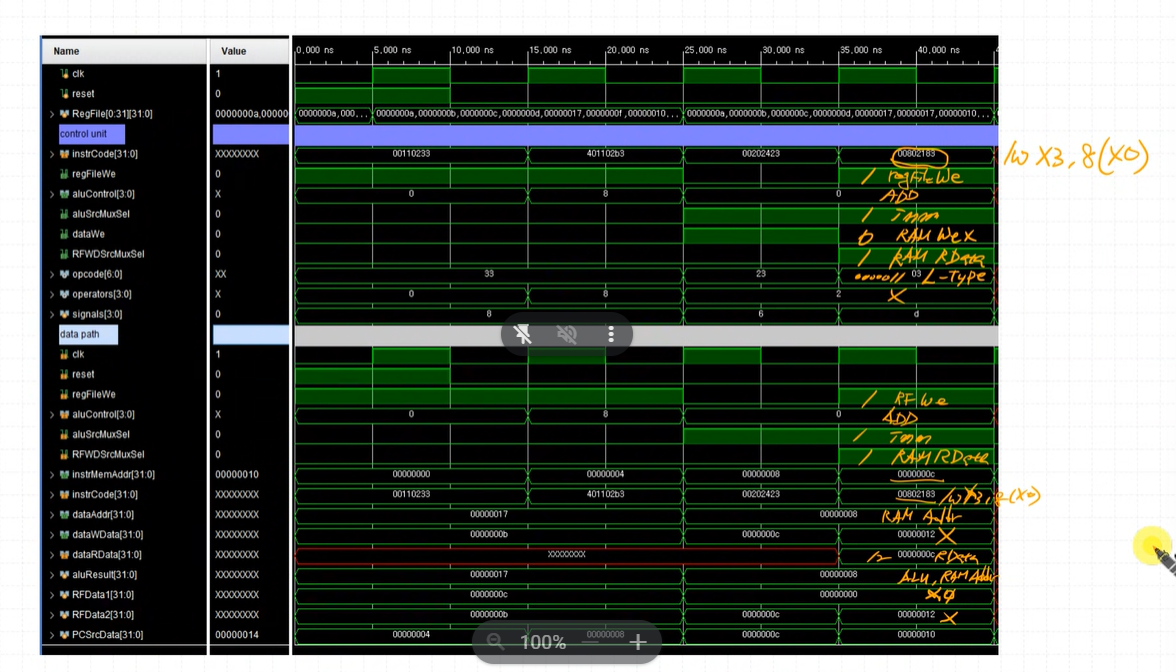 Name Value
0,000 ns 5,000 ns 10,000 ns 15,000 ns 20,000 ns 25,000 ns 30,000 ns 35,000 ns 40,000 ns
clk 1
reset 0
RegFile[0:31][31:0] 0000000a,00000 0000000a,000... 0000000a,0000000b,0000000c,0000000d,00000017,0000000f,000... 0000000a,0000000b,0000000c,0000000d,00000017,00000017,00000010...
control unit
instrCode[31:0] XXXXXXXX 00110233 401102b3 00202423 00802183 lw X3, 8(X0)
regFileWe 0 1 regFileWe
aluControl[3:0] X 0 8 0 ADD
aluSrcMuxSel 0 1 Imm
dataWe 0 0 RAM We X
RFWDSrcMuxSel 0 1 RAM RData
opcode[6:0] XX 33 23 03 0000011 L-Type
operators[3:0] X 0 8 2 X
signals[3:0] 0 8 6 d
data path
clk 1
reset 0
regFileWe 0 1 RF We
aluControl[3:0] X 0 8 0 ADD
aluSrcMuxSel 0 1 Imm
RFWDSrcMuxSel 0 1 RAM RData
instrMemAddr[31:0] 00000010 00000000 00000004 00000008 0000000c
instrCode[31:0] XXXXXXXX 00110233 401102b3 00202423 00802183 lw X3, 8(X0)
dataAddr[31:0] XXXXXXXX 00000017 00000008 RAM Addr
dataWData[31:0] XXXXXXXX 0000000b 0000000c 00000012 X
dataRData[31:0] XXXXXXXX XXXXXXXX 0000000c 12 RData
aluResult[31:0] XXXXXXXX 00000017 00000008 ALU, RAM Addr
RFData1[31:0] XXXXXXXX 0000000c 00000000 X0
RFData2[31:0] XXXXXXXX 0000000b 0000000c 00000012 X
PCSrcData[31:0] 00000014 00000004 00000008 0000000c 00000010
100%